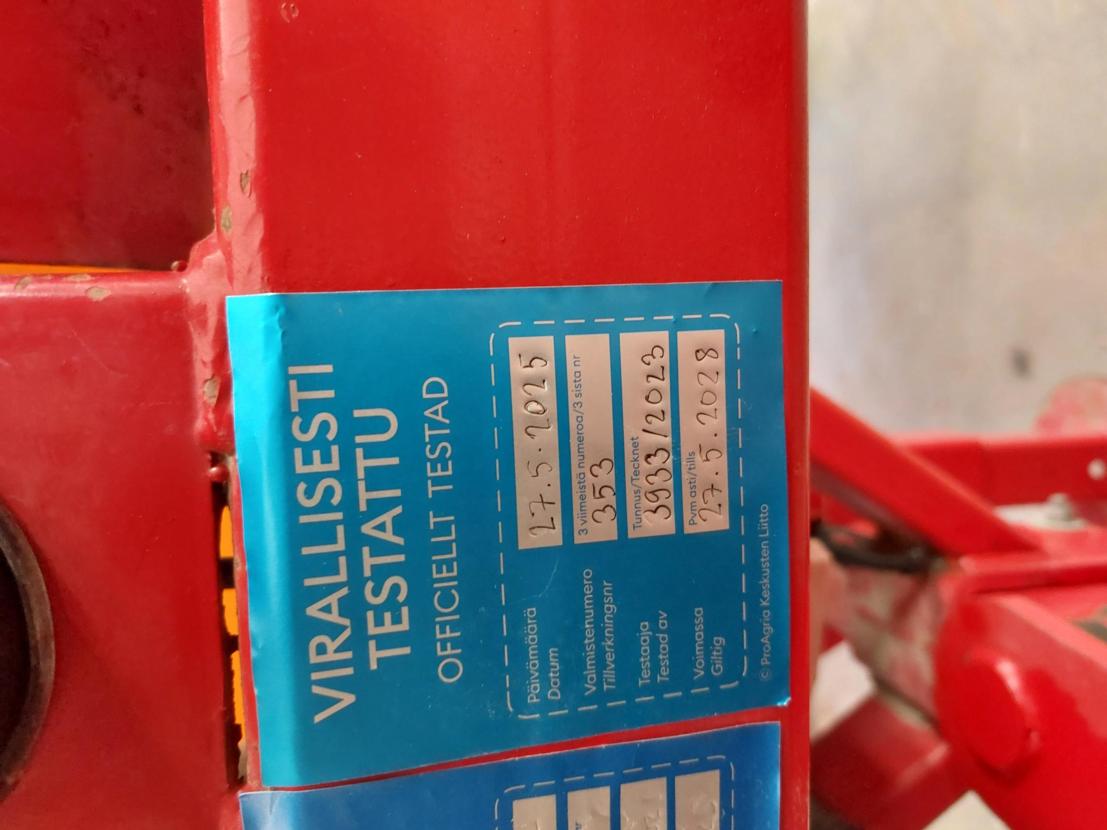 VIRALLISESTI
TESTATTU
OFFICIELLT TESTAD
Päivämäärä
Datum
27.5.2025
Valmistenumero
Tillverkningsnr
3 viimeistä numeroa/3 sista nr
353
Testaaja
Testad av
Tunnus/Tecknet
3933/2023
Voimassa
Giltig
Pvm asti/tills
27.5.2028
© ProAgria Keskusten Liitto